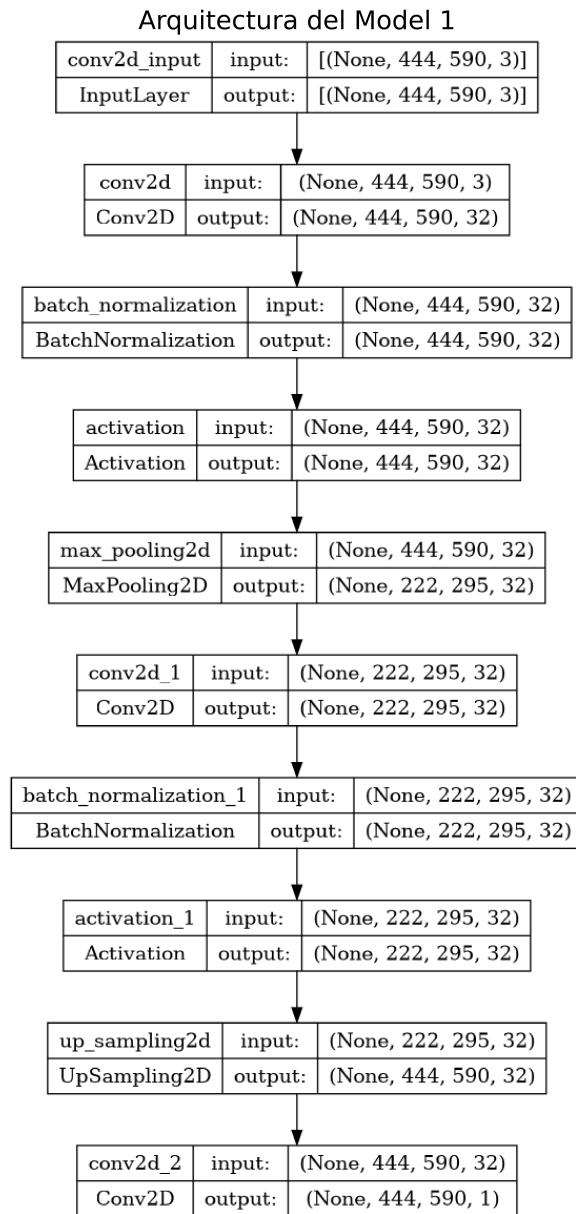 Arquitectura del Model 1
conv2d_input input: [(None, 444, 590, 3)]
InputLayer output: [(None, 444, 590, 3)]
conv2d input: (None, 444, 590, 3)
Conv2D output: (None, 444, 590, 32)
batch_normalization input: (None, 444, 590, 32)
BatchNormalization output: (None, 444, 590, 32)
activation input: (None, 444, 590, 32)
Activation output: (None, 444, 590, 32)
max_pooling2d input: (None, 444, 590, 32)
MaxPooling2D output: (None, 222, 295, 32)
conv2d_1 input: (None, 222, 295, 32)
Conv2D output: (None, 222, 295, 32)
batch_normalization_1 input: (None, 222, 295, 32)
BatchNormalization output: (None, 222, 295, 32)
activation_1 input: (None, 222, 295, 32)
Activation output: (None, 222, 295, 32)
up_sampling2d input: (None, 222, 295, 32)
UpSampling2D output: (None, 444, 590, 32)
conv2d_2 input: (None, 444, 590, 32)
Conv2D output: (None, 444, 590, 1)